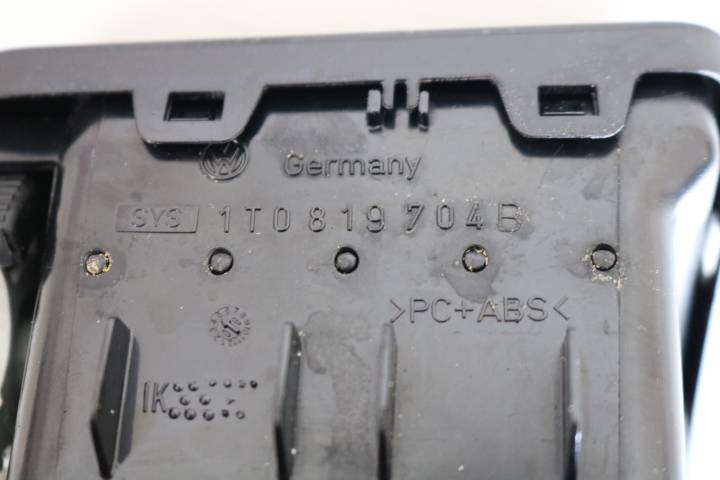 Germany
SYS 1T0 819 704 B
>PC+ABS<
IK